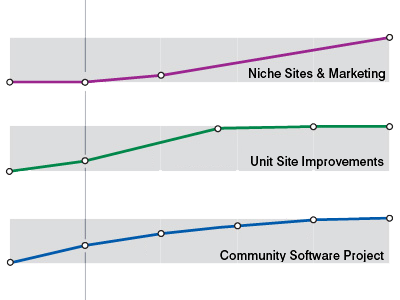 Niche Sites & Marketing
Unit Site Improvements
Community Software Project